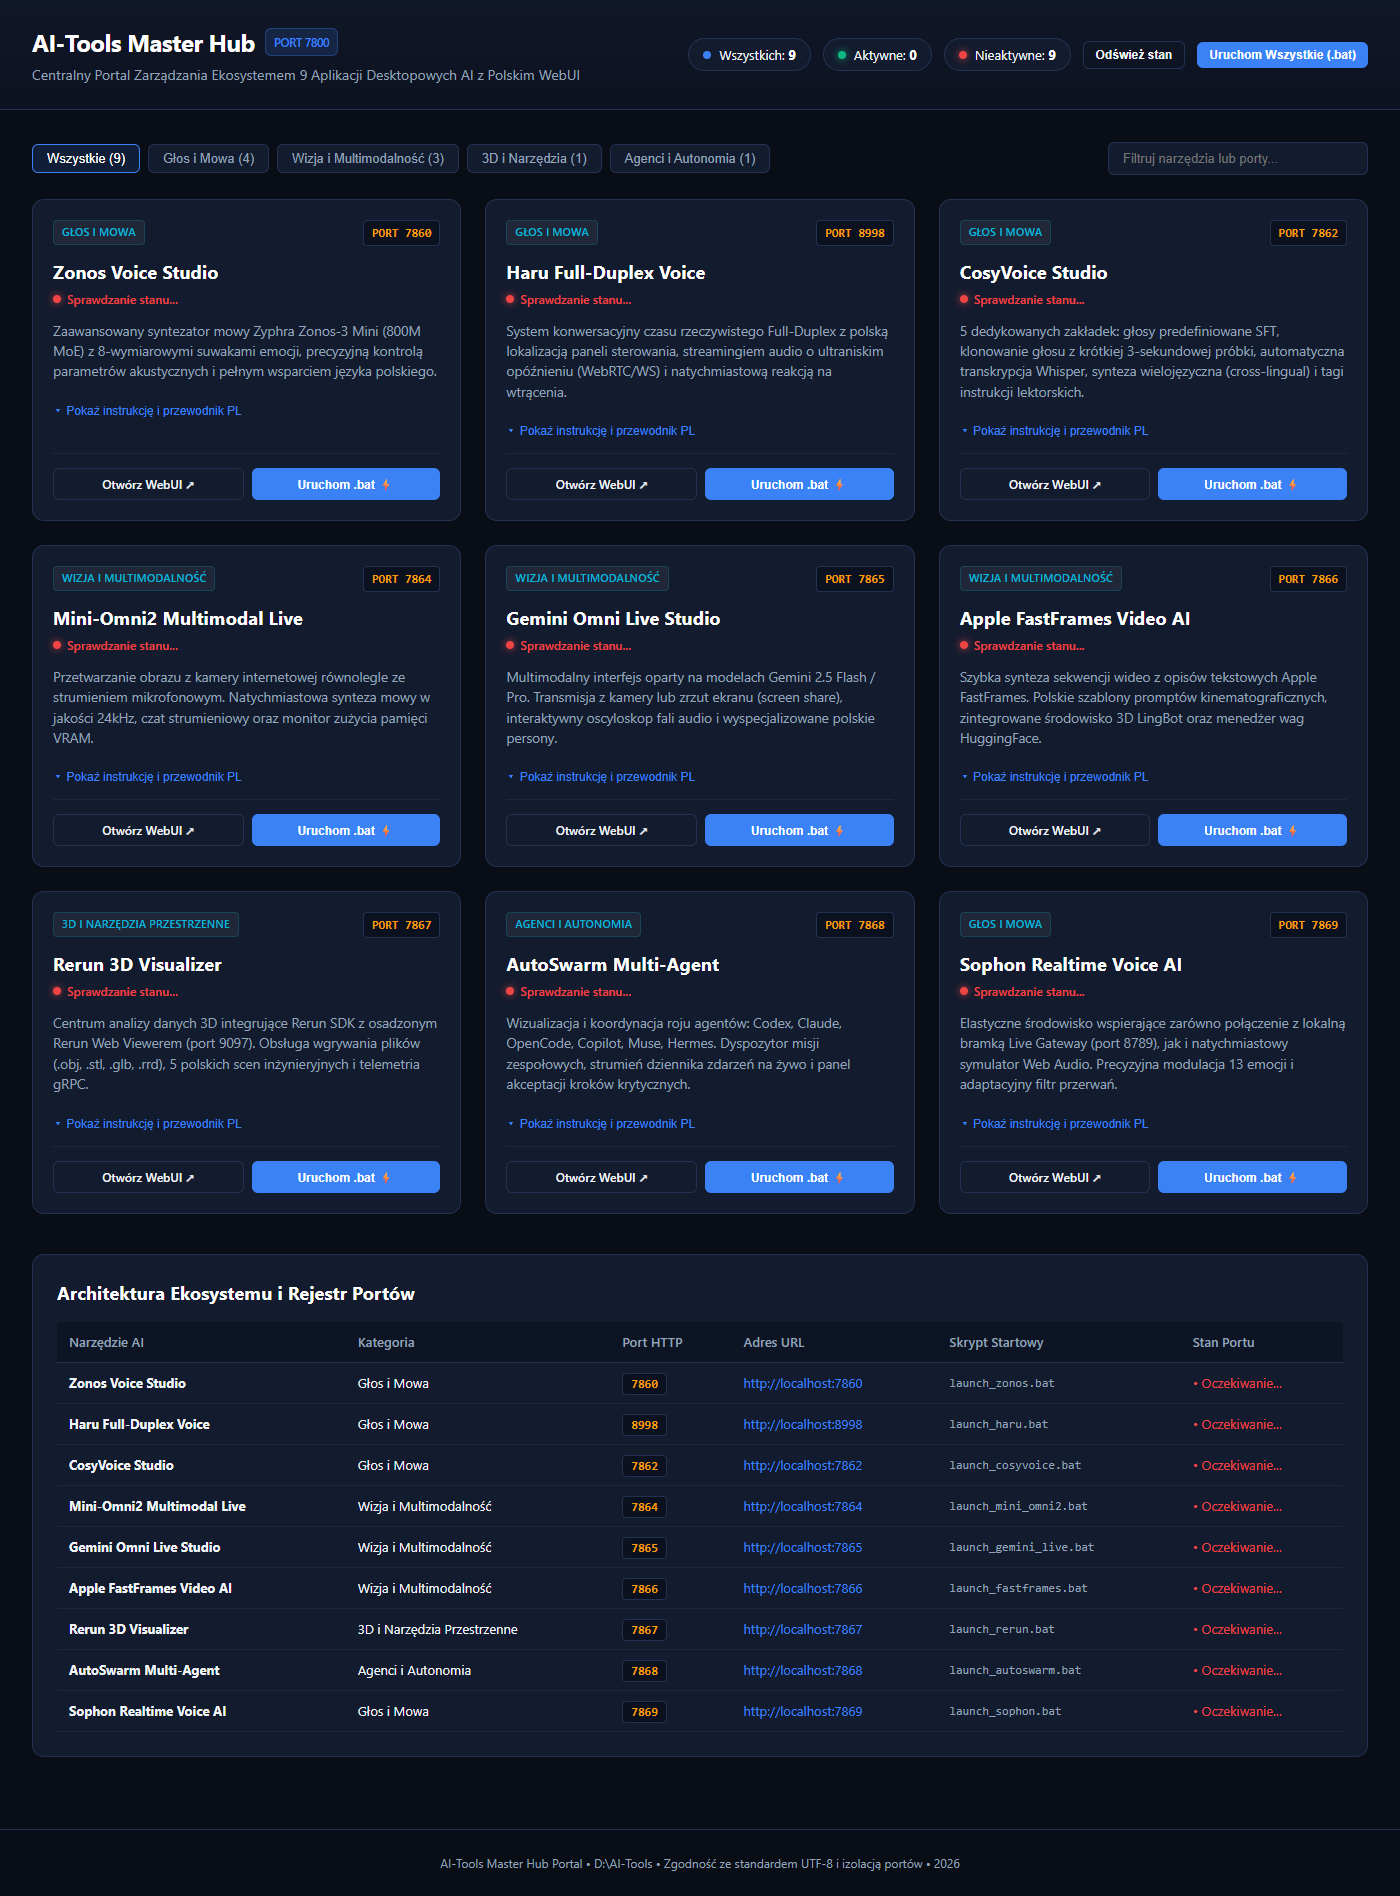 AI-Tools Master Hub PORT 7800
Centralny Portal Zarządzania Ekosystemem 9 Aplikacji Desktopowych AI z Polskim WebUI
Wszystkich: 9
Aktywne: 0
Nieaktywne: 9
Odśwież stan
Uruchom Wszystkie (.bat)
Wszystkie (9)
Głos i Mowa (4)
Wizja i Multimodalność (3)
3D i Narzędzia (1)
Agenci i Autonomia (1)
Filtruj narzędzia lub porty...
GŁOS I MOWA
PORT 7860
Zonos Voice Studio
Sprawdzanie stanu...
Zaawansowany syntezator mowy Zyphra Zonos-3 Mini (800M
MoE) z 8-wymiarowymi suwakami emocji, precyzyjną kontrolą
parametrów akustycznych i pełnym wsparciem języka polskiego.
Pokaż instrukcję i przewodnik PL
Otwórz WebUI ↗
Uruchom .bat ⚡
GŁOS I MOWA
PORT 8998
Haru Full-Duplex Voice
Sprawdzanie stanu...
System konwersacyjny czasu rzeczywistego Full-Duplex z polską
lokalizacją paneli sterowania, streamingiem audio o ultraniskim
opóźnieniu (WebRTC/WS) i natychmiastową reakcją na
wtrącenia.
Pokaż instrukcję i przewodnik PL
Otwórz WebUI ↗
Uruchom .bat ⚡
GŁOS I MOWA
PORT 7862
CosyVoice Studio
Sprawdzanie stanu...
5 dedykowanych zakładek: głosy predefiniowane SFT,
klonowanie głosu z krótkiej 3-sekundowej próbki, automatyczna
transkrypcja Whisper, synteza wielojęzyczna (cross-lingual) i tagi
instrukcji lektorskich.
Pokaż instrukcję i przewodnik PL
Otwórz WebUI ↗
Uruchom .bat ⚡
WIZJA I MULTIMODALNOŚĆ
PORT 7864
Mini-Omni2 Multimodal Live
Sprawdzanie stanu...
Przetwarzanie obrazu z kamery internetowej równolegle ze
strumieniem mikrofonowym. Natychmiastowa synteza mowy w
jakości 24kHz, czat strumieniowy oraz monitor zużycia pamięci
VRAM.
Pokaż instrukcję i przewodnik PL
Otwórz WebUI ↗
Uruchom .bat ⚡
WIZJA I MULTIMODALNOŚĆ
PORT 7865
Gemini Omni Live Studio
Sprawdzanie stanu...
Multimodalny interfejs oparty na modelach Gemini 2.5 Flash /
Pro. Transmisja z kamery lub zrzut ekranu (screen share),
interaktywny oscyloskop fali audio i wyspecjalizowane polskie
persony.
Pokaż instrukcję i przewodnik PL
Otwórz WebUI ↗
Uruchom .bat ⚡
WIZJA I MULTIMODALNOŚĆ
PORT 7866
Apple FastFrames Video AI
Sprawdzanie stanu...
Szybka synteza sekwencji wideo z opisów tekstowych Apple
FastFrames. Polskie szablony promptów kinematograficznych,
zintegrowane środowisko 3D LingBot oraz menedżer wag
HuggingFace.
Pokaż instrukcję i przewodnik PL
Otwórz WebUI ↗
Uruchom .bat ⚡
3D I NARZĘDZIA PRZESTRZENNE
PORT 7867
Rerun 3D Visualizer
Sprawdzanie stanu...
Centrum analizy danych 3D integrujące Rerun SDK z osadzonym
Rerun Web Viewerem (port 9097). Obsługa wgrywania plików
(.obj, .stl, .glb, .rrd), 5 polskich scen inżynieryjnych i telemetria
gRPC.
Pokaż instrukcję i przewodnik PL
Otwórz WebUI ↗
Uruchom .bat ⚡
AGENCI I AUTONOMIA
PORT 7868
AutoSwarm Multi-Agent
Sprawdzanie stanu...
Wizualizacja i koordynacja roju agentów: Codex, Claude,
OpenCode, Copilot, Muse, Hermes. Dyspozytor misji
zespołowych, strumień dziennika zdarzeń na żywo i panel
akceptacji kroków krytycznych.
Pokaż instrukcję i przewodnik PL
Otwórz WebUI ↗
Uruchom .bat ⚡
GŁOS I MOWA
PORT 7869
Sophon Realtime Voice AI
Sprawdzanie stanu...
Elastyczne środowisko wspierające zarówno połączenie z lokalną
bramką Live Gateway (port 8789), jak i natychmiastowy
symulator Web Audio. Precyzyjna modulacja 13 emocji i
adaptacyjny filtr przerwań.
Pokaż instrukcję i przewodnik PL
Otwórz WebUI ↗
Uruchom .bat ⚡
Architektura Ekosystemu i Rejestr Portów
Narzędzie AI Kategoria Port HTTP Adres URL Skrypt Startowy Stan Portu
Zonos Voice Studio Głos i Mowa 7860 http://localhost:7860 launch_zonos.bat • Oczekiwanie...
Haru Full-Duplex Voice Głos i Mowa 8998 http://localhost:8998 launch_haru.bat • Oczekiwanie...
CosyVoice Studio Głos i Mowa 7862 http://localhost:7862 launch_cosyvoice.bat • Oczekiwanie...
Mini-Omni2 Multimodal Live Wizja i Multimodalność 7864 http://localhost:7864 launch_mini_omni2.bat • Oczekiwanie...
Gemini Omni Live Studio Wizja i Multimodalność 7865 http://localhost:7865 launch_gemini_live.bat • Oczekiwanie...
Apple FastFrames Video AI Wizja i Multimodalność 7866 http://localhost:7866 launch_fastframes.bat • Oczekiwanie...
Rerun 3D Visualizer 3D i Narzędzia Przestrzenne 7867 http://localhost:7867 launch_rerun.bat • Oczekiwanie...
AutoSwarm Multi-Agent Agenci i Autonomia 7868 http://localhost:7868 launch_autoswarm.bat • Oczekiwanie...
Sophon Realtime Voice AI Głos i Mowa 7869 http://localhost:7869 launch_sophon.bat • Oczekiwanie...
AI-Tools Master Hub Portal • D:\AI-Tools • Zgodność ze standardem UTF-8 i izolacją portów • 2026